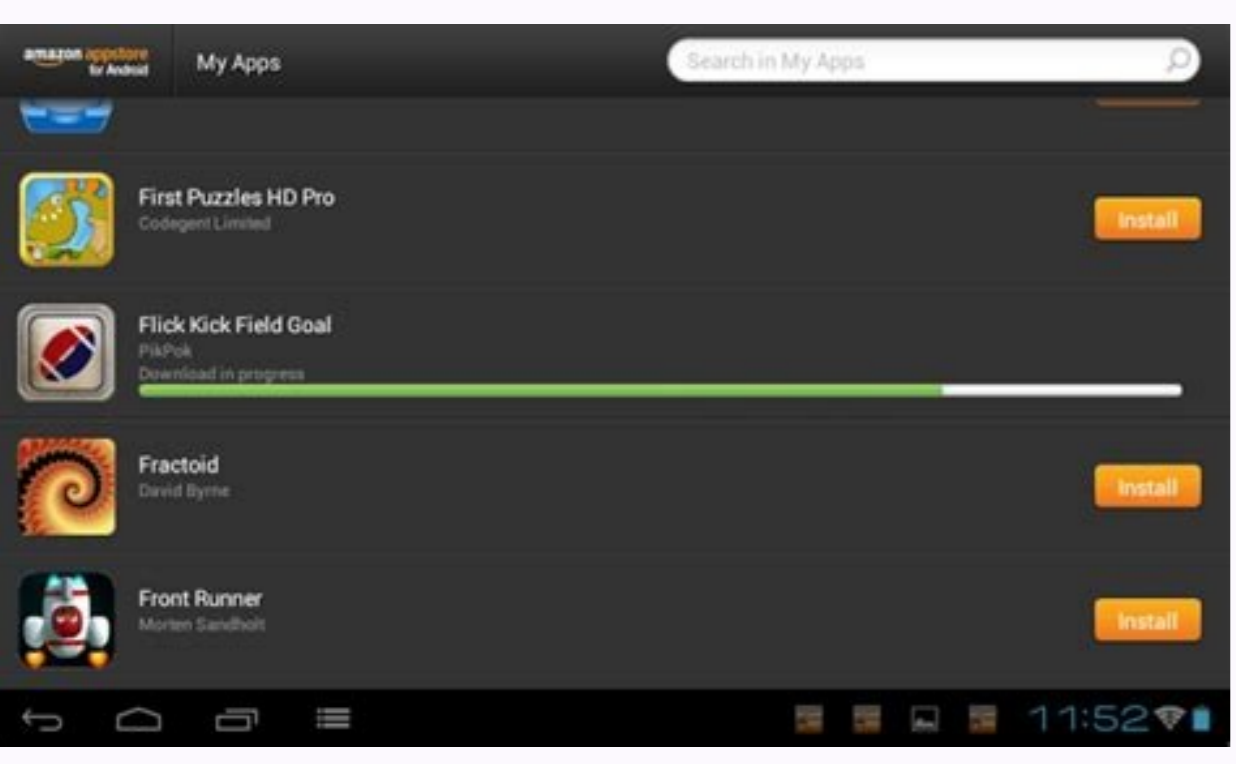 amazon appstore
for Android
My Apps
Search in My Apps
First Puzzles HD Pro
Codegent Limited
Install
Flick Kick Field Goal
PikPok
Download in progress
Fractoid
David Byrne
Install
Front Runner
Morten Sandholt
Install
11:52